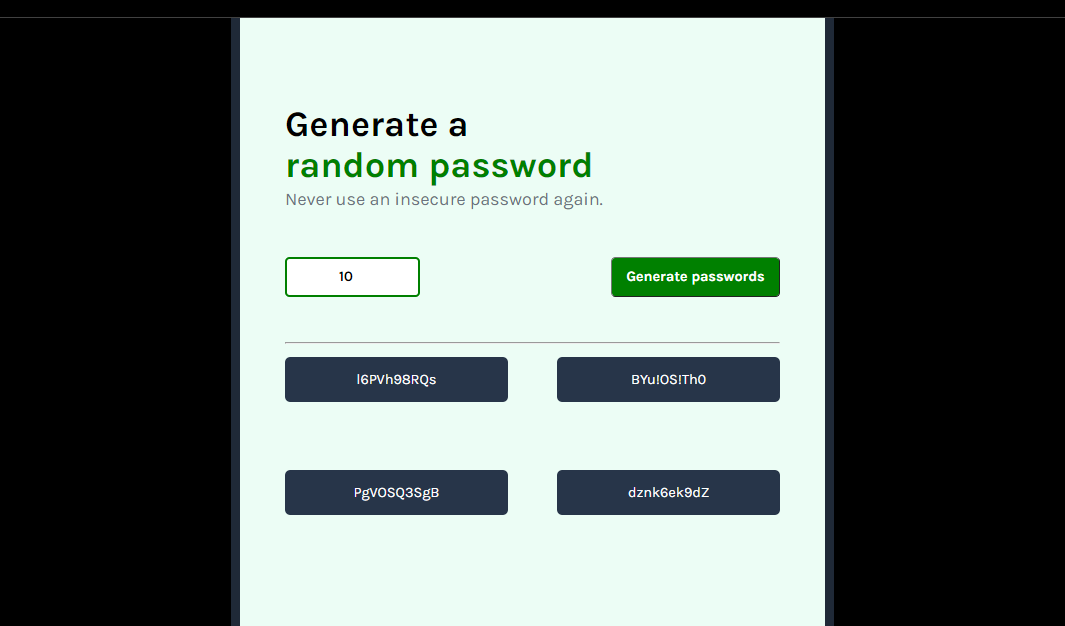 Generate a
random password
Never use an insecure password again.
10
Generate passwords
l6PVh98RQs
BYu!OS!Th0
PgVOSQ3SgB
dznk6ek9dZ